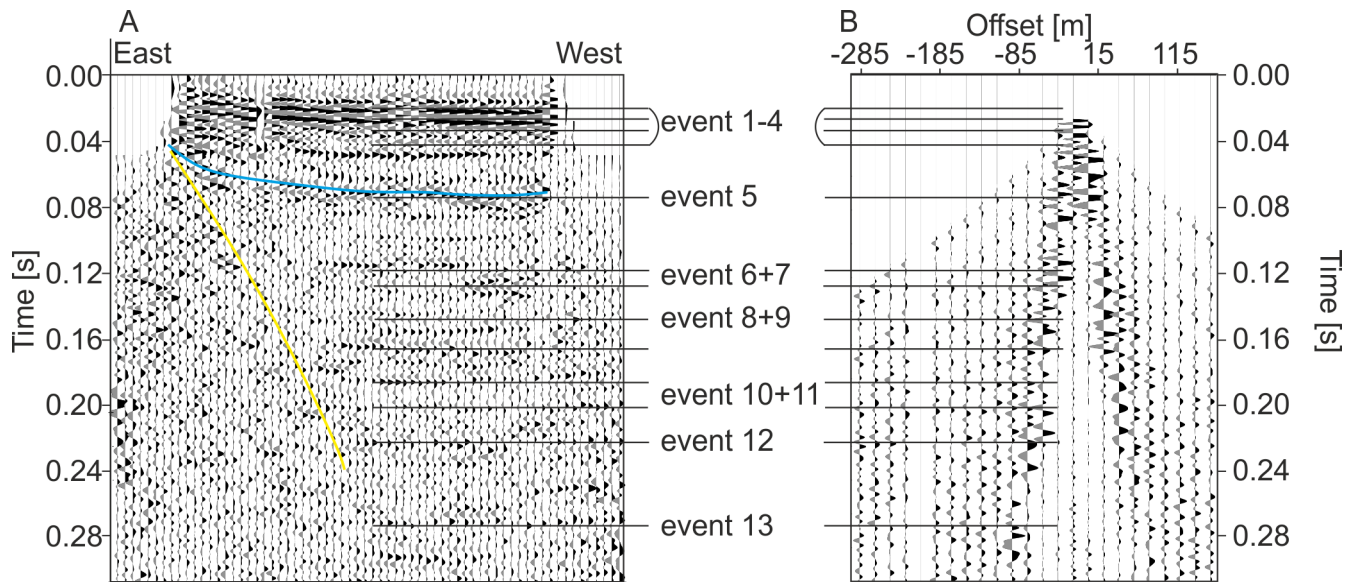 A
B
Offset [m]
East
West
-285
-185
-85
15
115
0.00
0.04
0.08
0.12
0.16
0.20
0.24
0.28
Time [s]
event 1-4
event 5
event 6+7
event 8+9
event 10+11
event 12
event 13
0.00
0.04
0.08
0.12
0.16
0.20
0.24
0.28
Time [s]